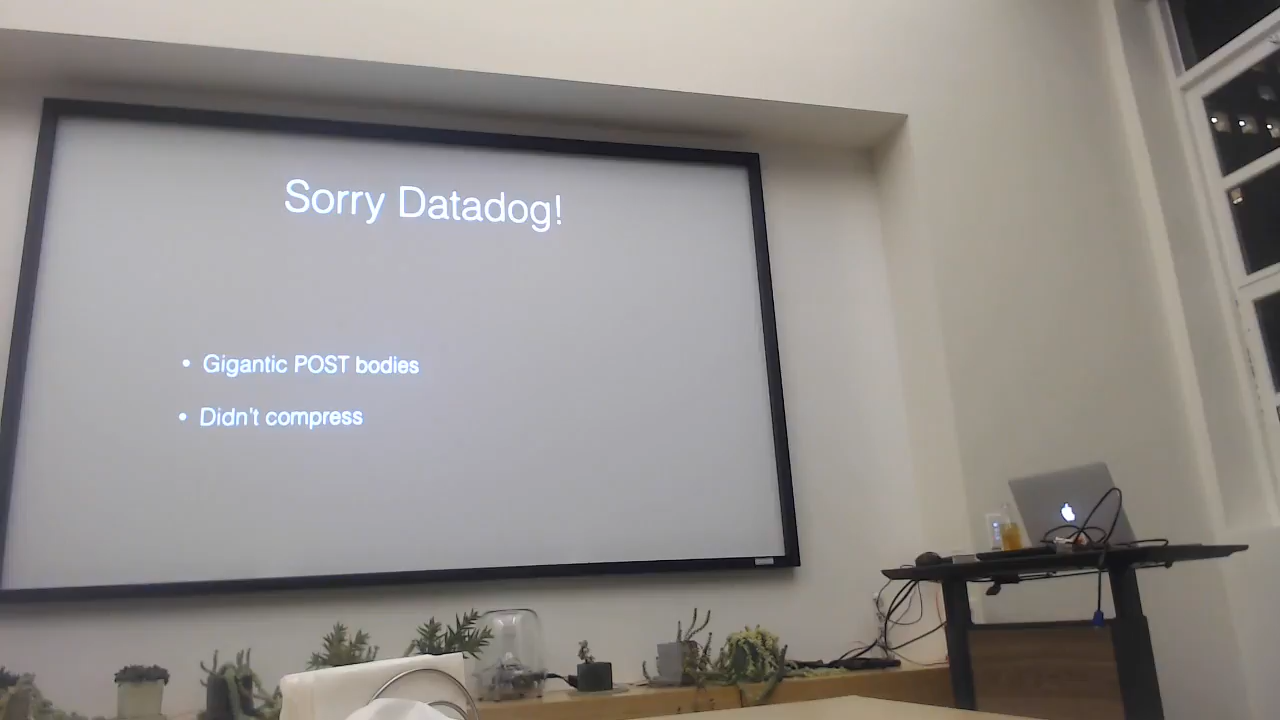 Sorry Datadog!
• Gigantic POST bodies
• Didn't compress